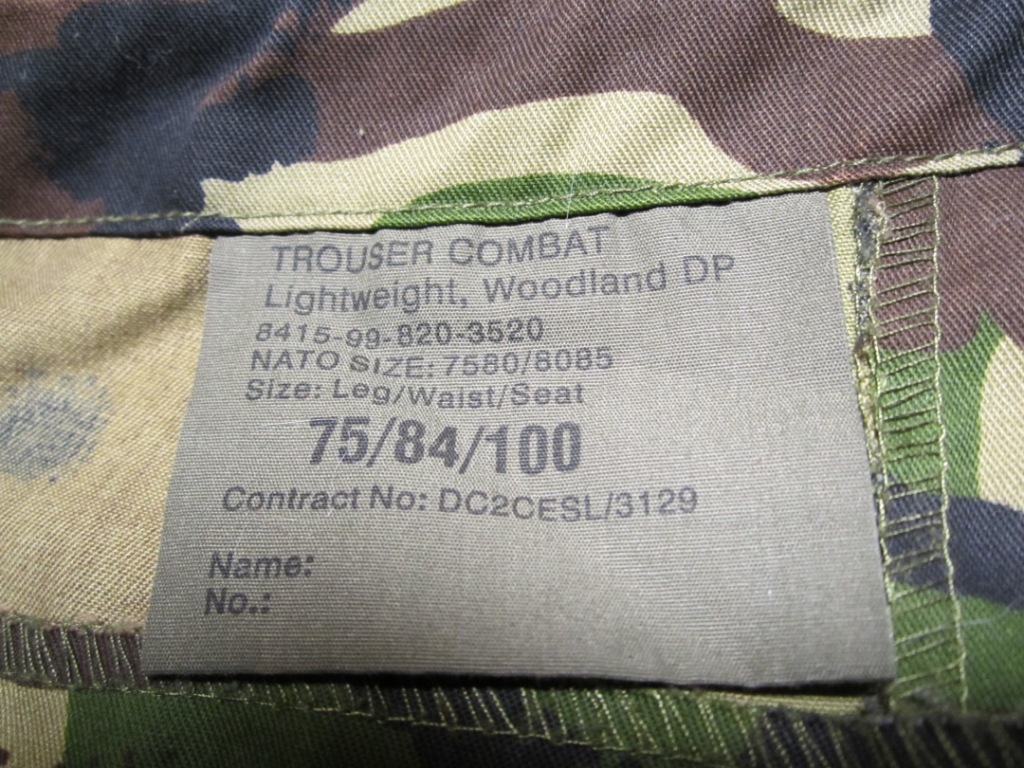 TROUSER COMBAT
Lightweight, Woodland DP
8415-99-820-3520
NATO SIZE: 7580/8085
Size: Leg/Waist/Seat
75/84/100
Contract No: DC2CESL/3129
Name:
No.: